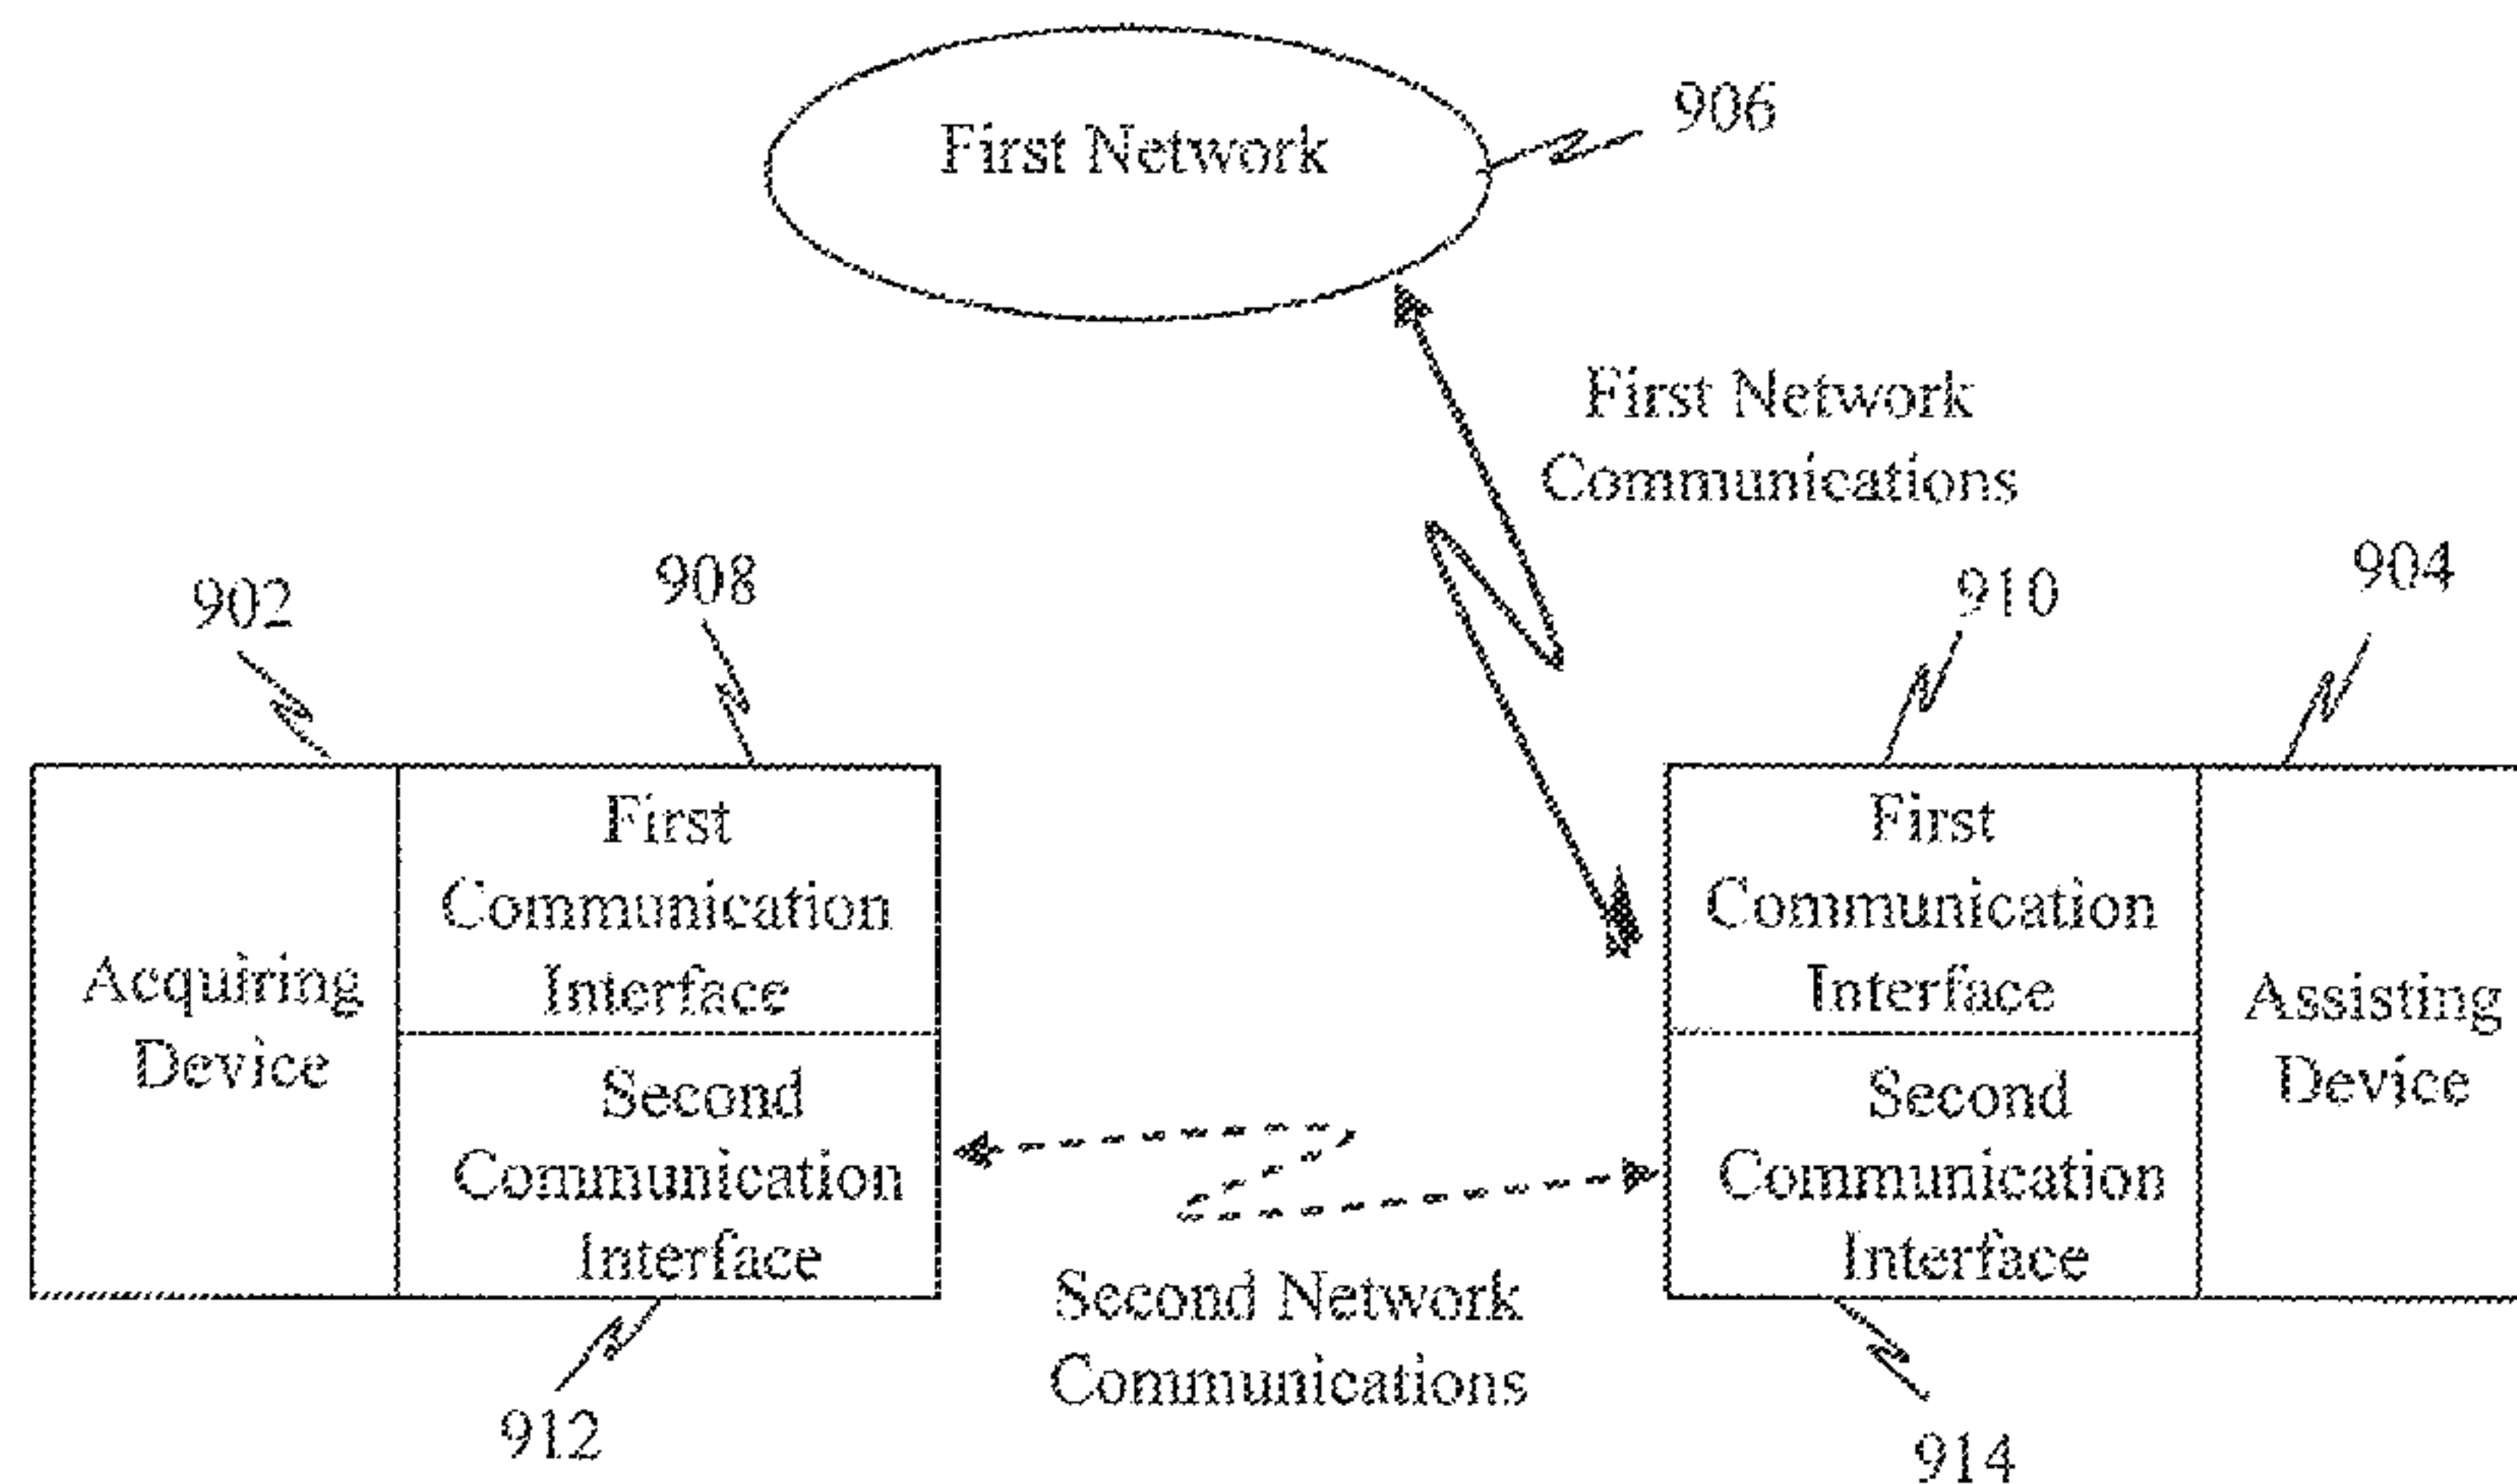 First Network
906
First Network
Communications
902
908
910
904
First
Communication
Interface
Acquiring
Device
Second
Communication
Interface
First
Communication
Interface
Assisting
Device
Second
Communication
Interface
Second Network
Communications
912
914